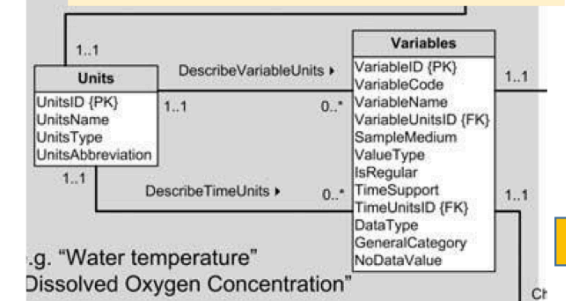 1..1
Units
UnitsID {PK}
UnitsName
UnitsType
UnitsAbbreviation
1..1
DescribeVariableUnits ▸
1..1
0..*
DescribeTimeUnits ▸
0..*
Variables
VariableID {PK}
VariableCode
VariableName
VariableUnitsID {FK}
SampleMedium
ValueType
IsRegular
TimeSupport
TimeUnitsID {FK}
DataType
GeneralCategory
NoDataValue
1..1
1..1
.g. "Water temperature"
Dissolved Oxygen Concentration"